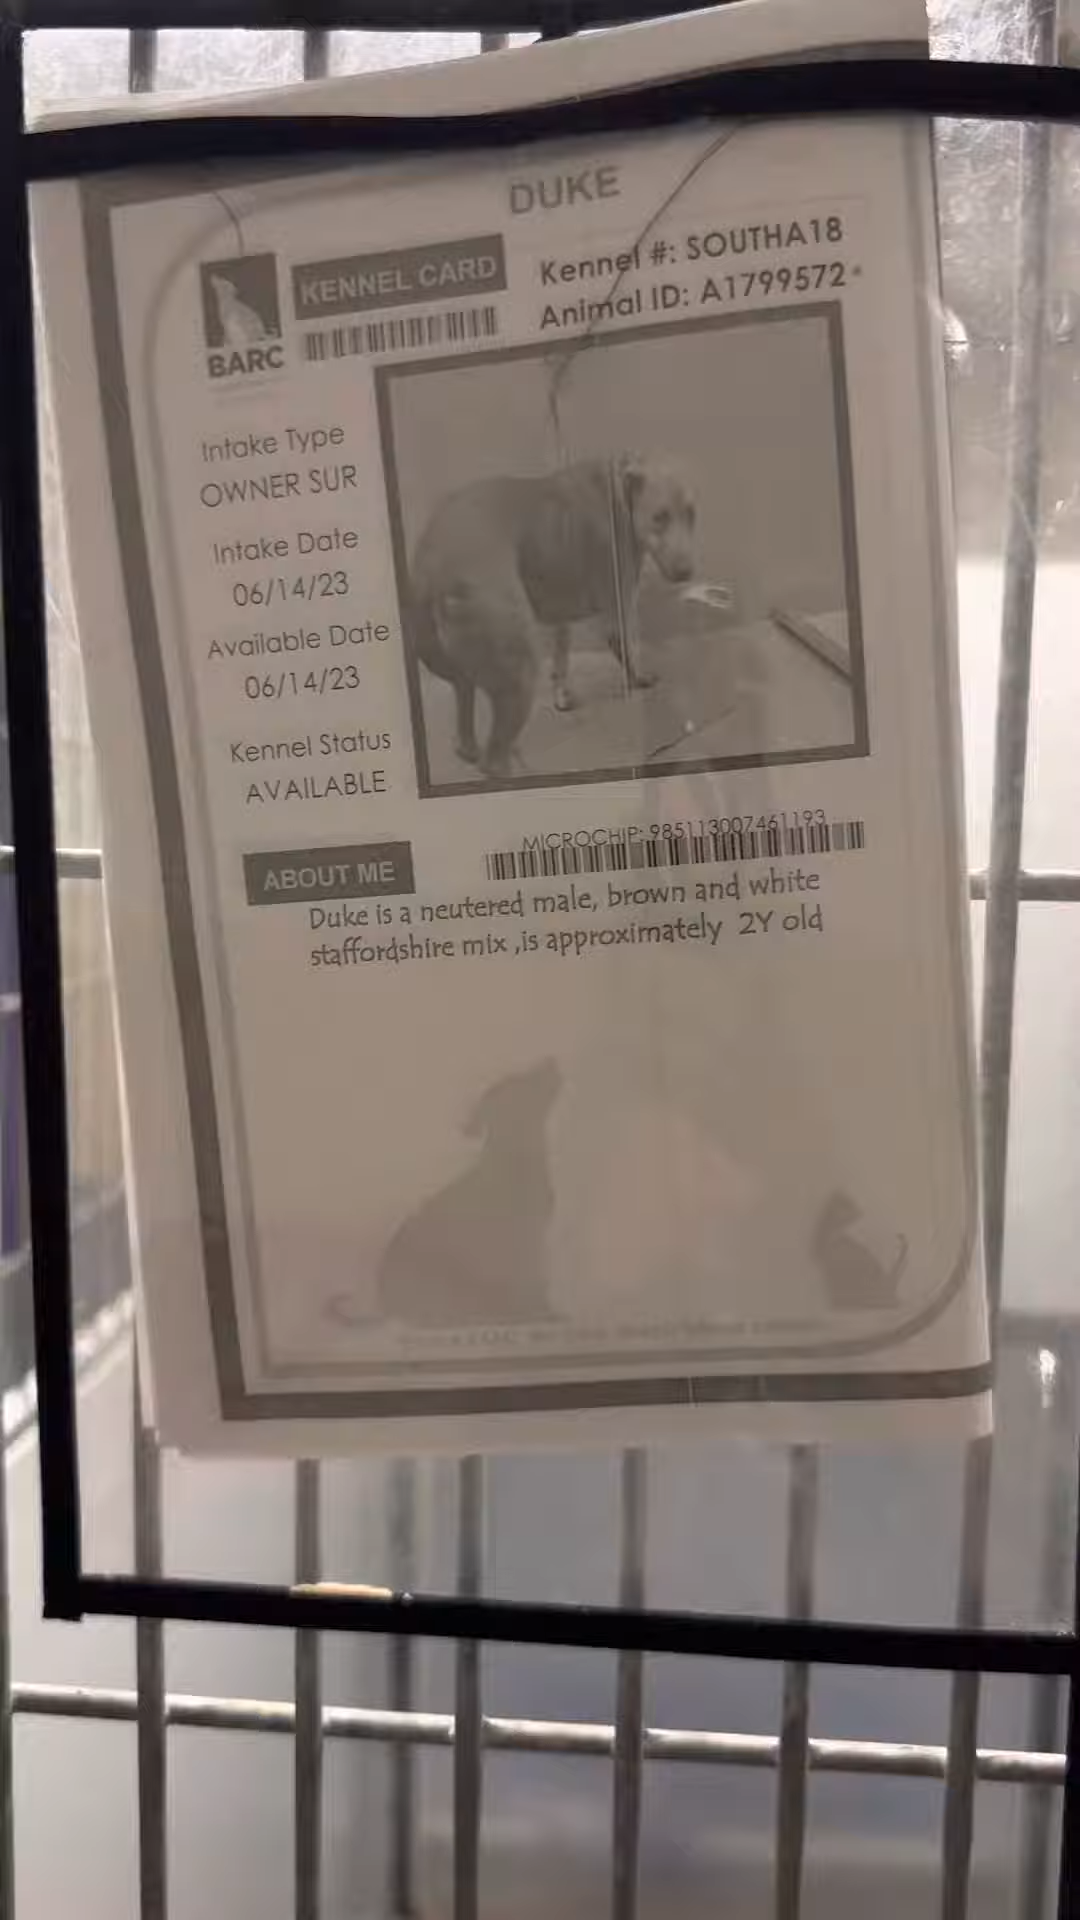 DUKE
KENNEL CARD
Kennel #: SOUTHA18
Animal ID: A1799572
BARC
Intake Type
OWNER SUR
Intake Date
06/14/23
Available Date
06/14/23
Kennel Status
AVAILABLE
MICROCHIP: 985113007461193
ABOUT ME
Duke is a neutered male, brown and white
staffordshire mix ,is approximately 2Y old